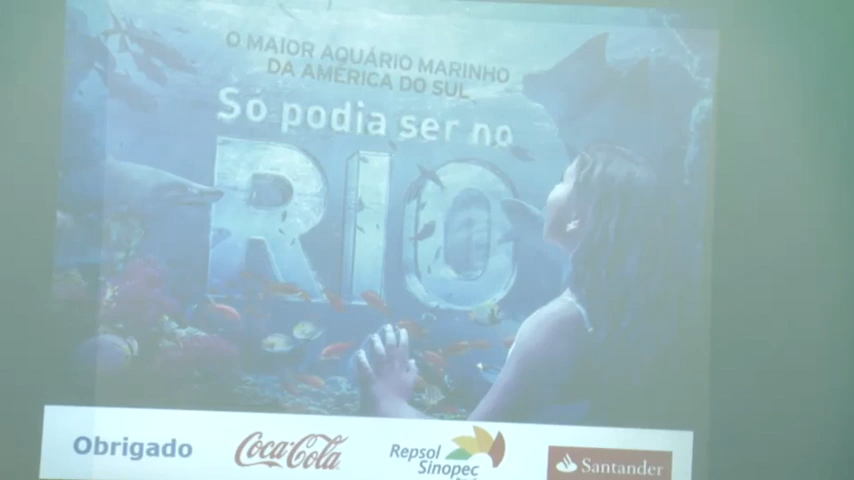 O MAIOR AQUÁRIO MARINHO
DA AMÉRICA DO SUL
Só podia ser no
RIO
Obrigado
Coca-Cola
Repsol
Sinopec
Santander